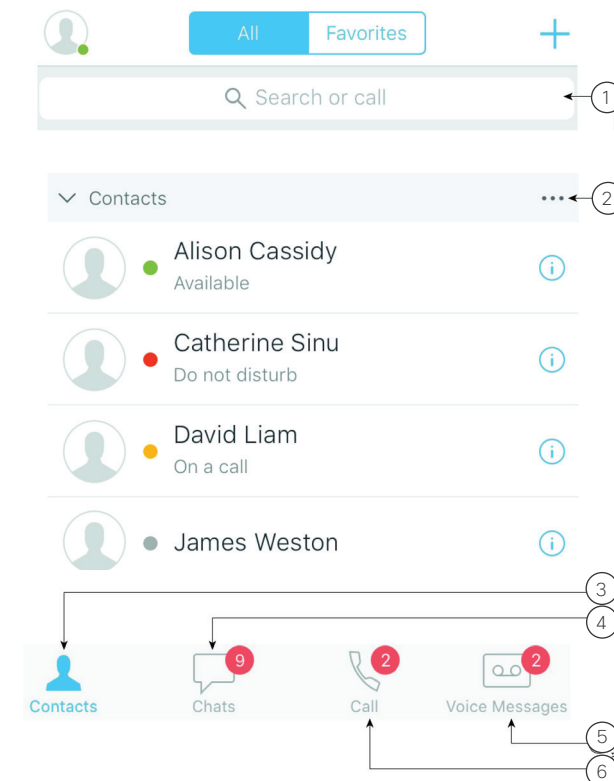 All Favorites
Search or call
1
Contacts
2
Alison Cassidy
Available
Catherine Sinu
Do not disturb
David Liam
On a call
James Weston
3
4
9 2 2
Contacts Chats Call Voice Messages
5
6